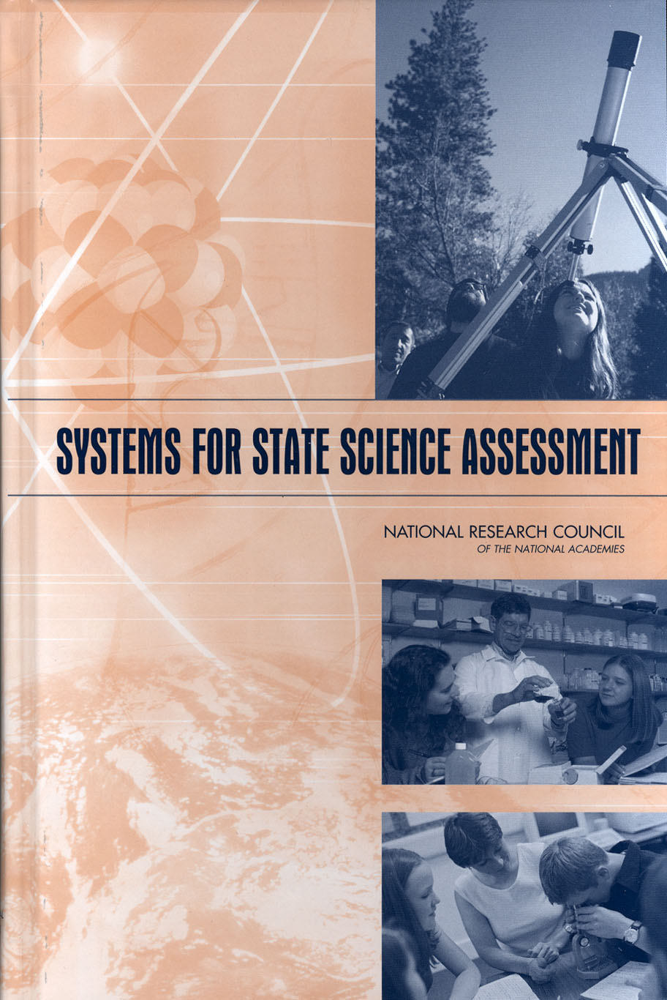 SYSTEMS FOR STATE SCIENCE ASSESSMENT
NATIONAL RESEARCH COUNCIL
OF THE NATIONAL ACADEMIES